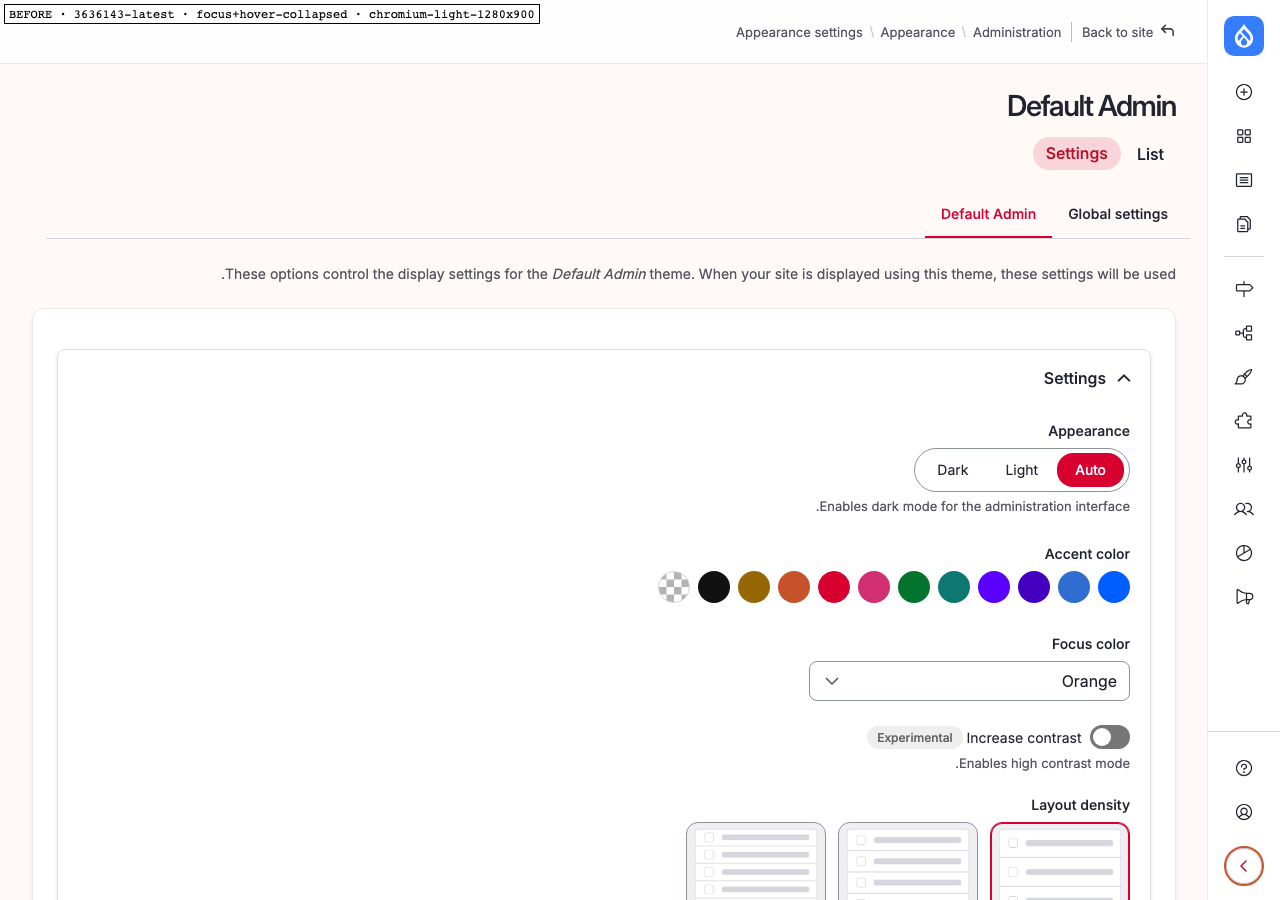 BEFORE • 3636143-latest • focus+hover-collapsed • chromium-light-1280x900
Appearance settings \ Appearance \ Administration | Back to site
Default Admin
Settings List
Default Admin Global settings
.These options control the display settings for the Default Admin theme. When your site is displayed using this theme, these settings will be used
Settings
Appearance
Dark Light Auto
.Enables dark mode for the administration interface
Accent color
Focus color
Orange
Experimental Increase contrast
.Enables high contrast mode
Layout density